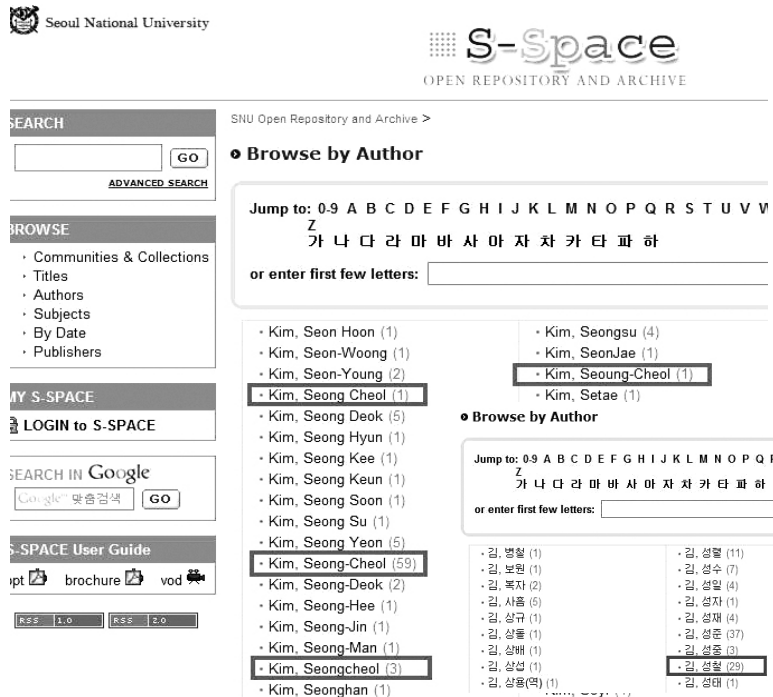 Seoul National University
S-Space
OPEN REPOSITORY AND ARCHIVE
SEARCH
GO
ADVANCED SEARCH
BROWSE
Communities & Collections
Titles
Authors
Subjects
By Date
Publishers
MY S-SPACE
LOGIN to S-SPACE
SEARCH IN Google
Google™ 맞춤검색
GO
S-SPACE User Guide
ppt brochure vod
RSS 1.0 RSS 2.0
SNU Open Repository and Archive >
Browse by Author
Jump to: 0-9 A B C D E F G H I J K L M N O P Q R S T U V W
Z
가 나 다 라 마 바 사 아 자 차 카 타 파 하
or enter first few letters:
Kim, Seon Hoon (1)
Kim, Seon-Woong (1)
Kim, Seon-Young (2)
Kim, Seong Cheol (1)
Kim, Seong Deok (5)
Kim, Seong Hyun (1)
Kim, Seong Kee (1)
Kim, Seong Keun (1)
Kim, Seong Soon (1)
Kim, Seong Su (1)
Kim, Seong Yeon (5)
Kim, Seong-Cheol (59)
Kim, Seong-Deok (2)
Kim, Seong-Hee (1)
Kim, Seong-Jin (1)
Kim, Seong-Man (1)
Kim, Seongcheol (3)
Kim, Seonghan (1)
Kim, Seongsu (4)
Kim, SeonJae (1)
Kim, Seoung-Cheol (1)
Kim, Setae (1)
Browse by Author
Jump to: 0-9 A B C D E F G H I J K L M N O P Q R
Z
가 나 다 라 마 바 사 아 자 차 카 타 파 하
or enter first few letters:
김, 병철 (1)
김, 보원 (1)
김, 복자 (2)
김, 사홈 (5)
김, 상규 (1)
김, 상돌 (1)
김, 상배 (1)
김, 상섭 (1)
김, 상용(역) (1)
김, 성렬 (11)
김, 성수 (7)
김, 성일 (4)
김, 성자 (1)
김, 성재 (4)
김, 성준 (37)
김, 성중 (3)
김, 성철 (29)
김, 성태 (1)